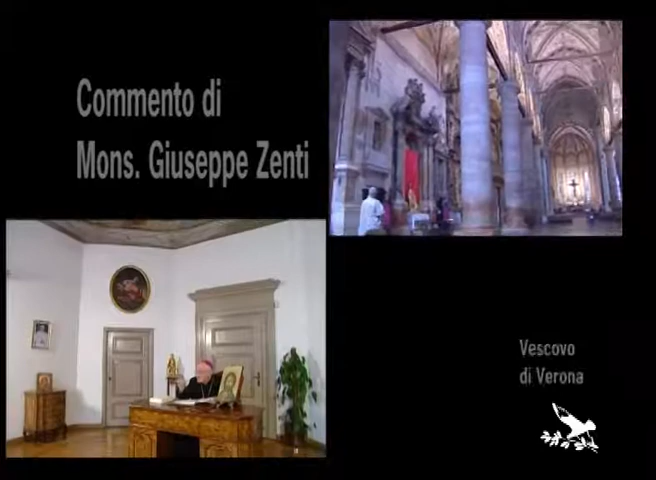 Commento di
Mons. Giuseppe Zenti
Vescovo
di Verona